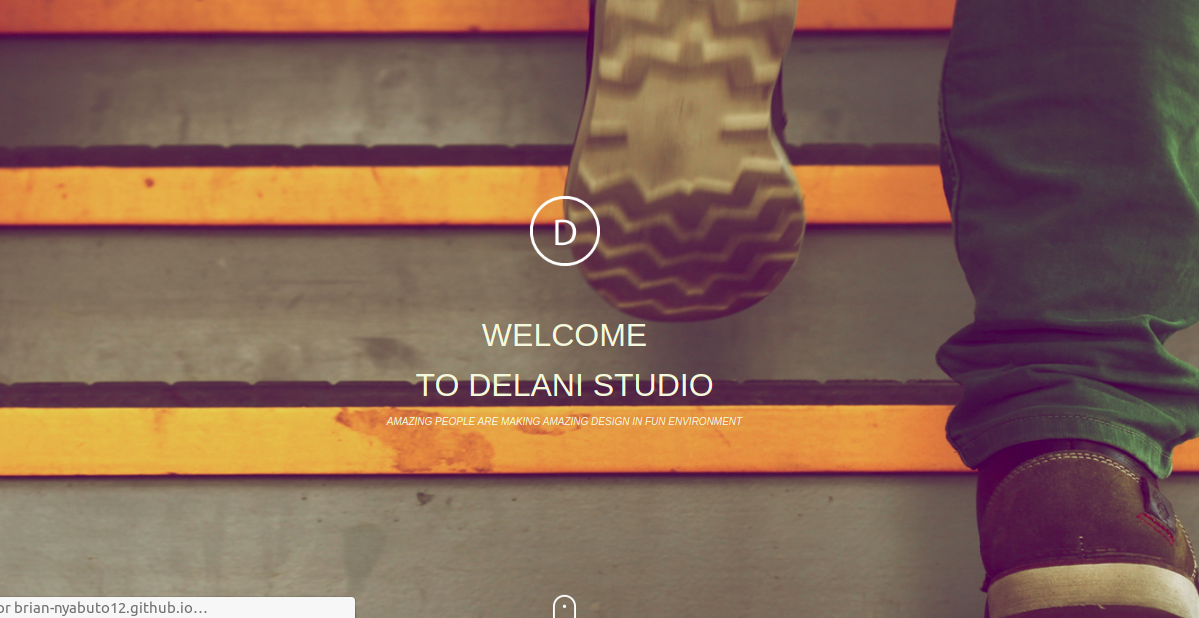 D
WELCOME
TO DELANI STUDIO
AMAZING PEOPLE ARE MAKING AMAZING DESIGN IN FUN ENVIRONMENT
or brian-nyabuto12.github.io…